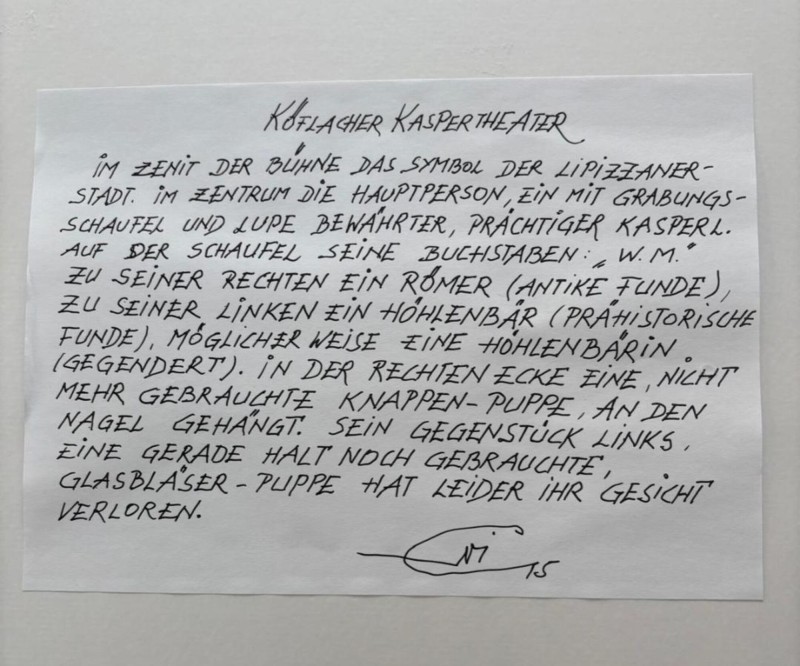 KÖFLACHER KASPERTHEATER
IM ZENIT DER BÜHNE DAS SYMBOL DER LIPIZZANER-
STADT. IM ZENTRUM DIE HAUPTPERSON, EIN MIT GRABUNGS-
SCHAUFEL UND LUPE BEWÄHRTER, PRÄCHTIGER KASPERL.
AUF DER SCHAUFEL SEINE BUCHSTABEN: „W.M."
ZU SEINER RECHTEN EIN RÖMER (ANTIKE FUNDE),
ZU SEINER LINKEN EIN HÖHLENBÄR (PRÄHISTORISCHE
FUNDE), MÖGLICHER WEISE EINE HÖHLENBÄRIN
(GEGENDERT). IN DER RECHTEN ECKE EINE, NICHT
MEHR GEBRAUCHTE KNAPPEN-PUPPE, AN DEN
NAGEL GEHÄNGT. SEIN GEGENSTÜCK LINKS,
EINE GERADE HALT NOCH GEBRAUCHTE,
GLASBLÄSER-PUPPE HAT LEIDER IHR GESICHT
VERLOREN.
15